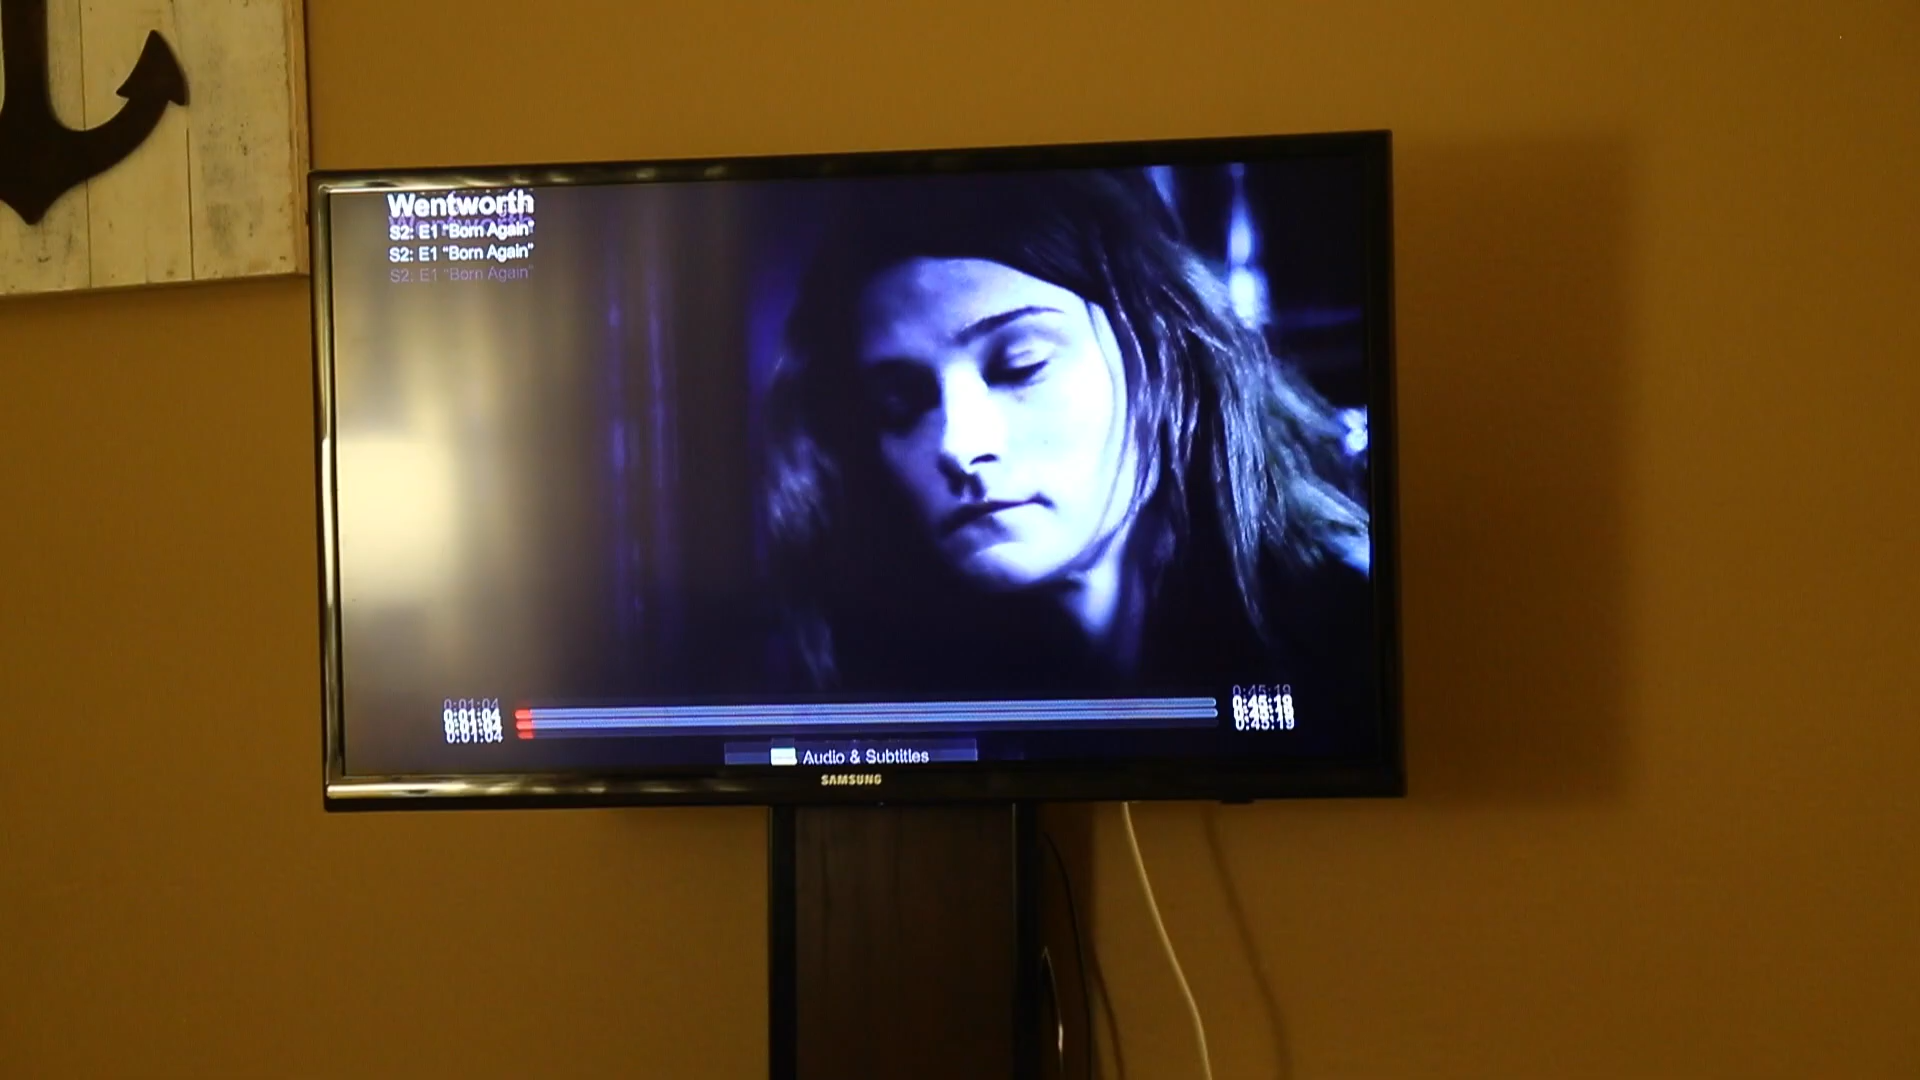 Wentworth
Wentworth
S2: E1 "Born Again"
S2: E1 "Born Again"
S2: E1 "Born Again"
0:01:04
0:01:04
0:01:04
0:45:19
0:45:19
0:45:19
Audio & Subtitles
SAMSUNG